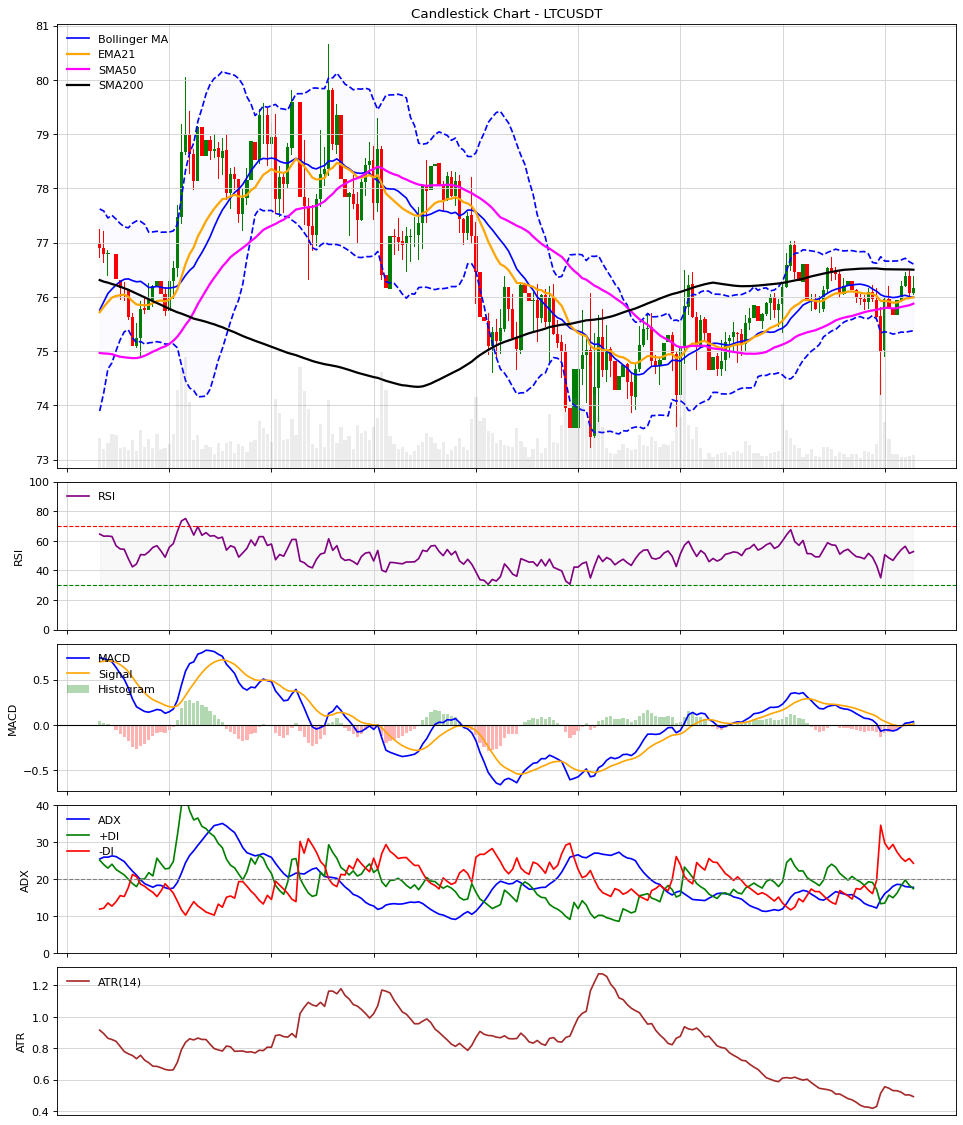 Candlestick Chart - LTCUSDT
81
80
79
78
77
76
75
74
73
Bollinger MA
EMA21
SMA50
SMA200
RSI
100
80
60
40
20
0
RSI
MACD
0.5
0.0
−0.5
MACD
Signal
Histogram
ADX
40
30
20
10
0
ADX
+DI
-DI
ATR
1.2
1.0
0.8
0.6
0.4
ATR(14)